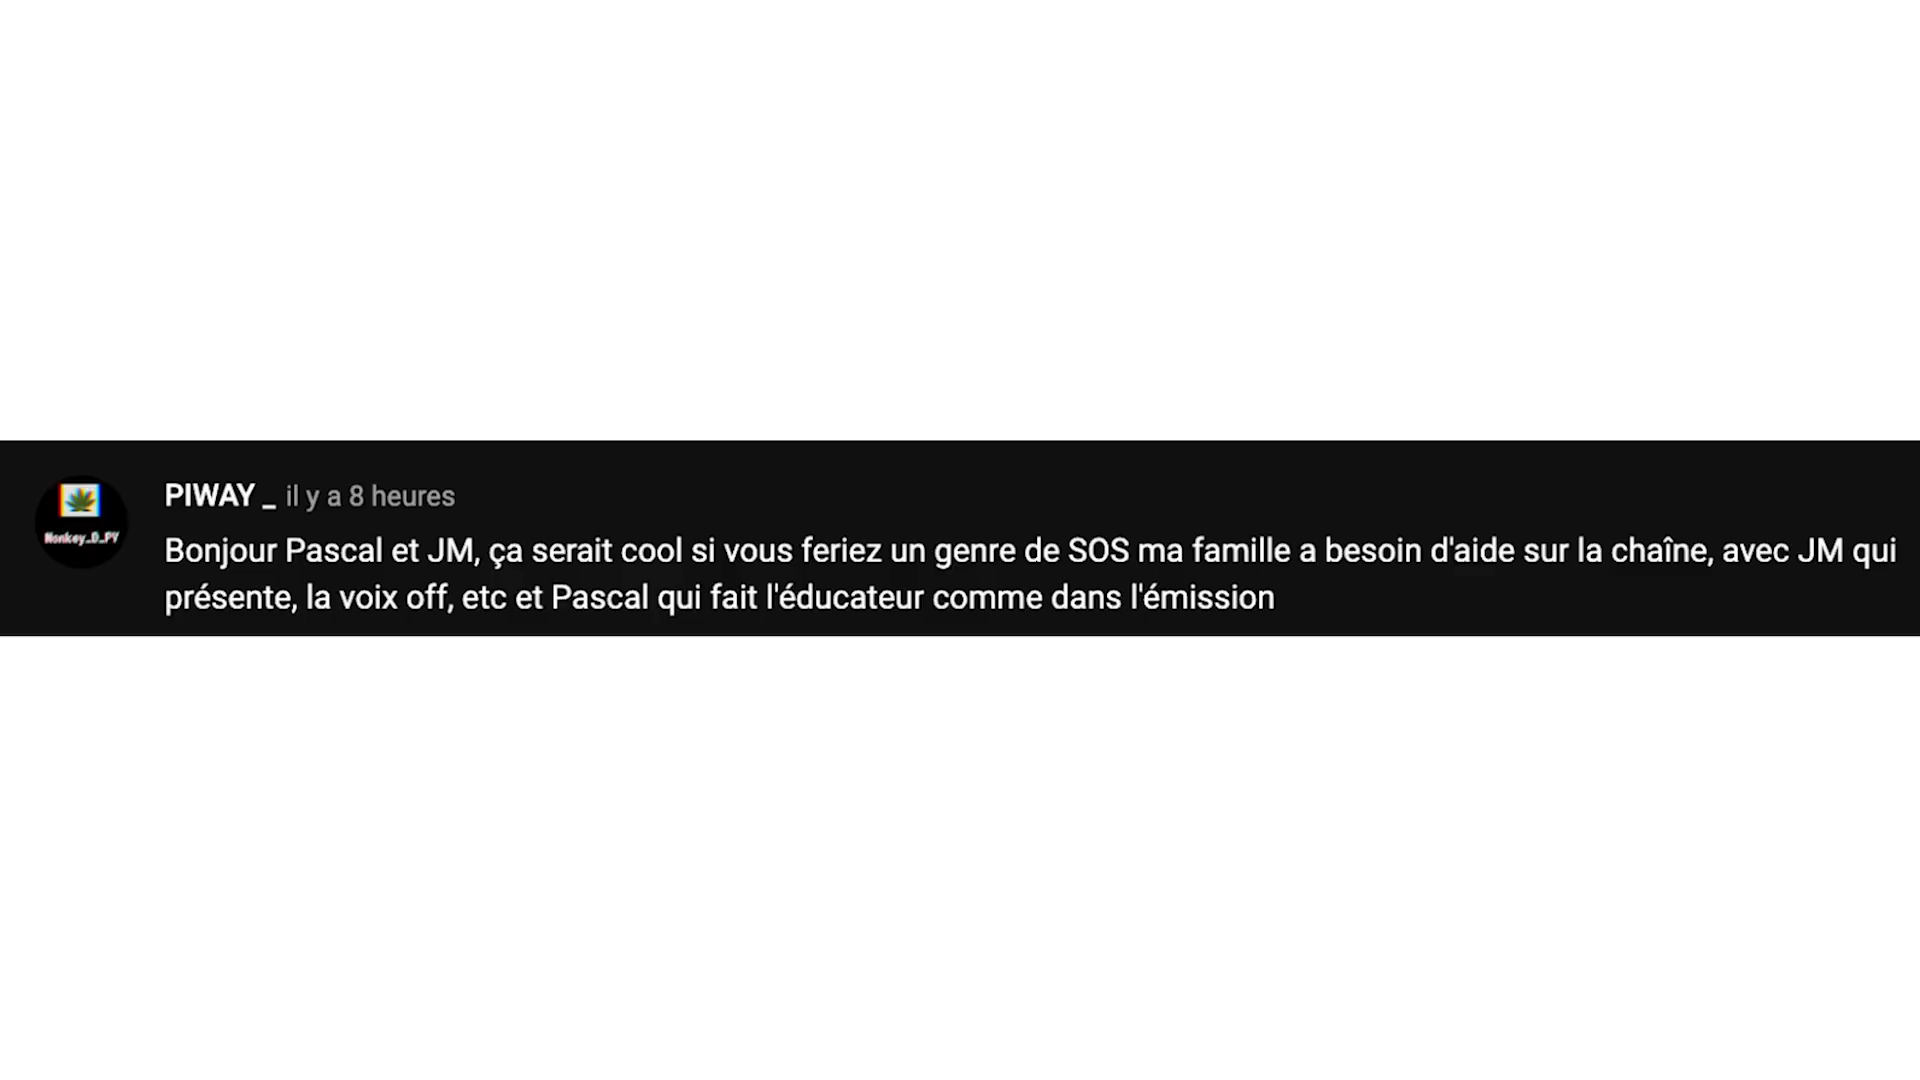 PIWAY _ il y a 8 heures
Monkey_D_PY
Bonjour Pascal et JM, ça serait cool si vous feriez un genre de SOS ma famille a besoin d'aide sur la chaîne, avec JM qui
présente, la voix off, etc et Pascal qui fait l'éducateur comme dans l'émission